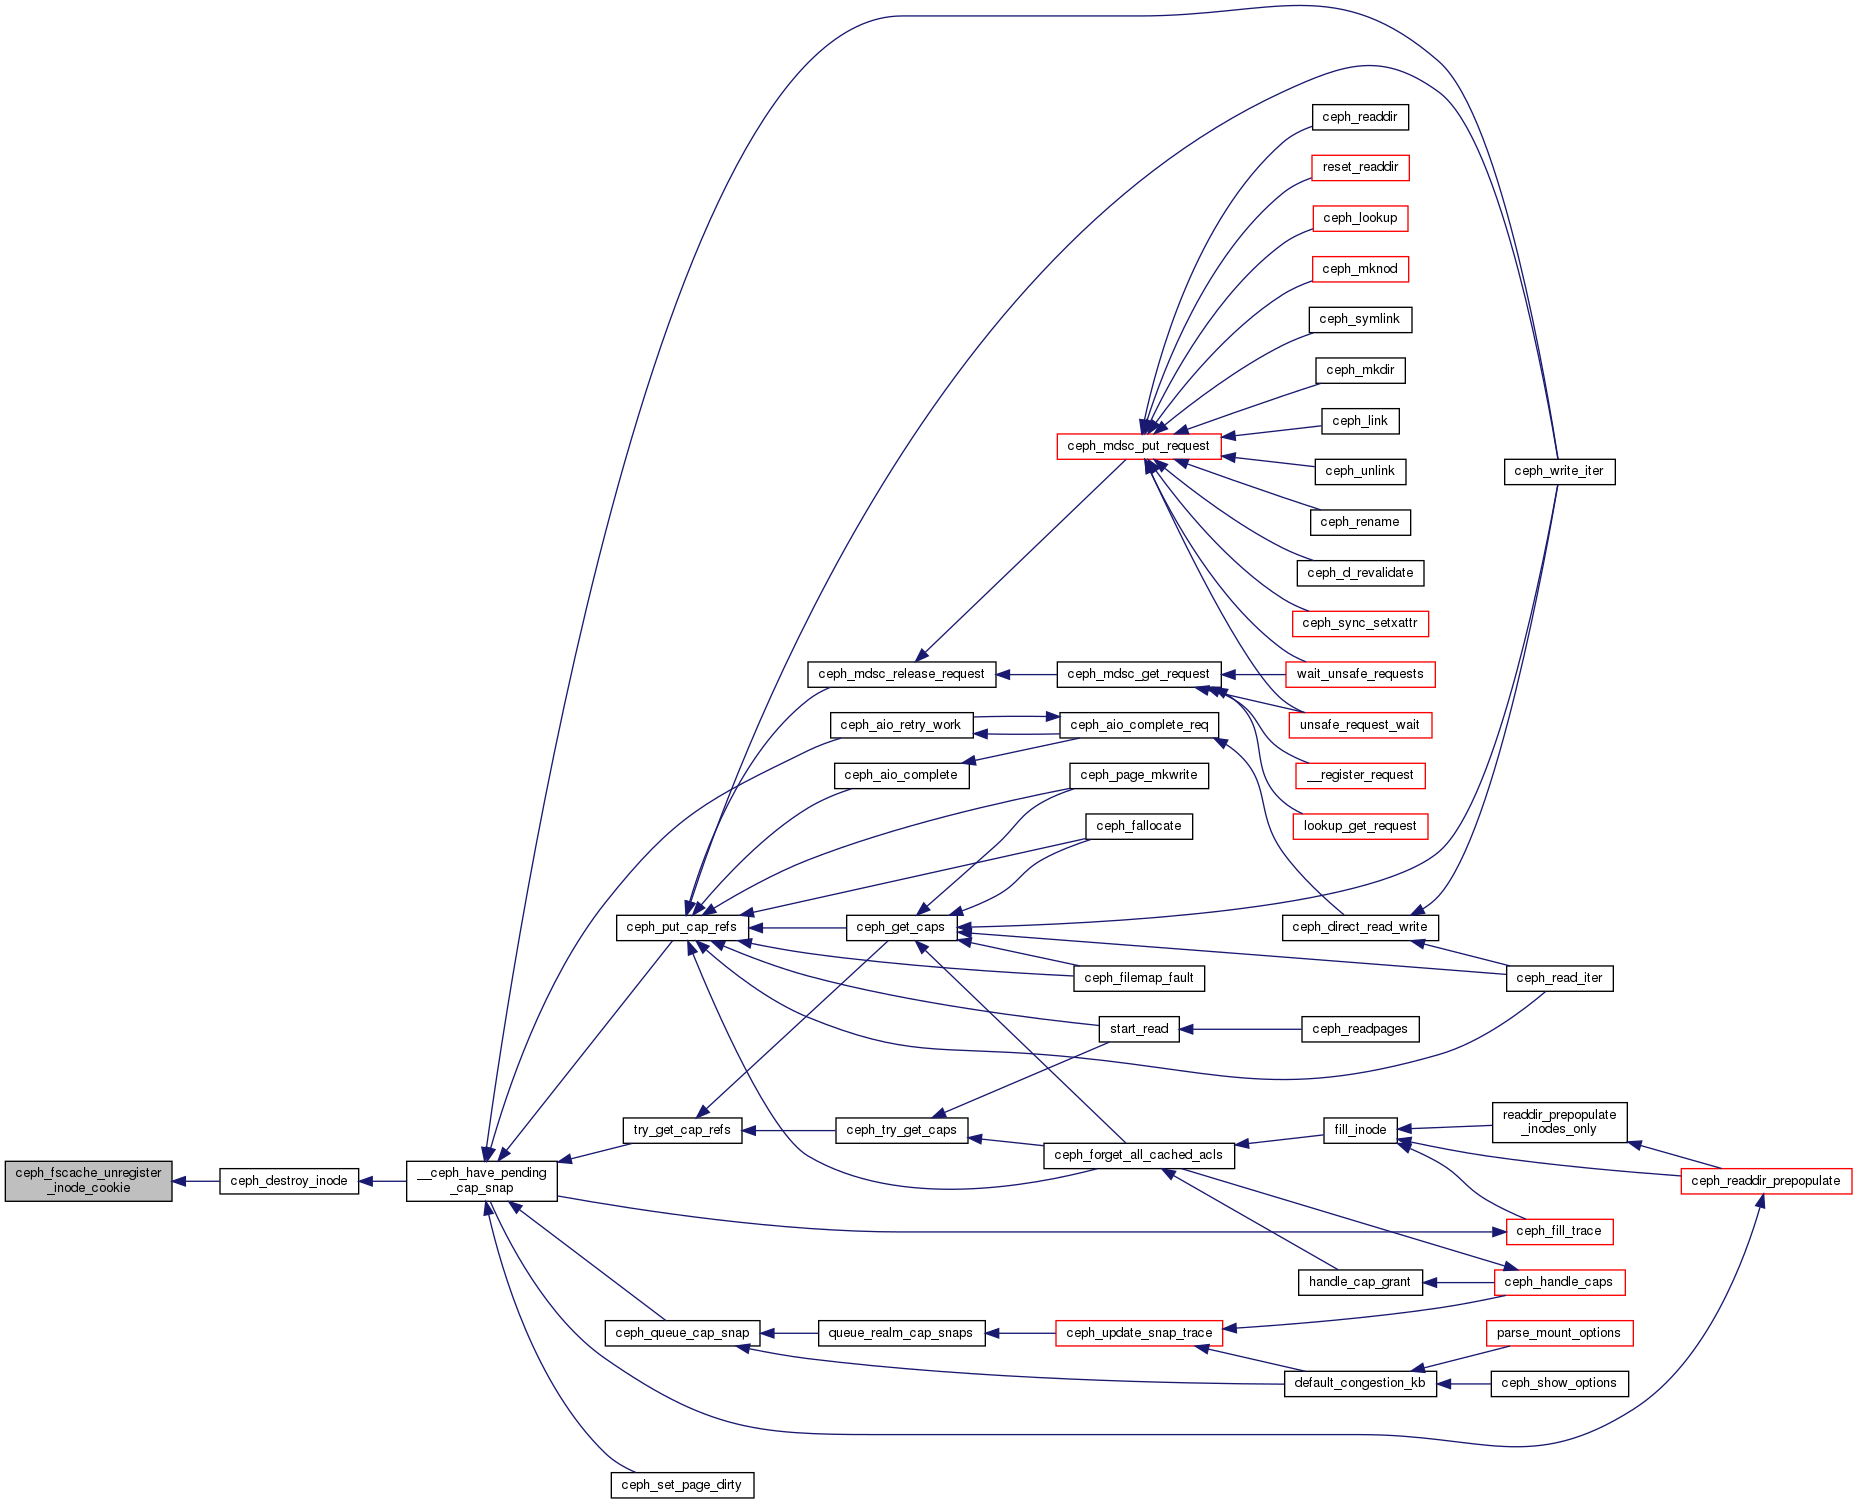 ceph_readdir
reset_readdir
ceph_lookup
ceph_mknod
ceph_symlink
ceph_mkdir
ceph_link
ceph_mdsc_put_request
ceph_unlink
ceph_write_iter
ceph_rename
ceph_d_revalidate
ceph_sync_setxattr
ceph_mdsc_release_request
ceph_mdsc_get_request
wait_unsafe_requests
ceph_aio_retry_work
ceph_aio_complete_req
unsafe_request_wait
ceph_aio_complete
ceph_page_mkwrite
__register_request
ceph_fallocate
lookup_get_request
ceph_put_cap_refs
ceph_get_caps
ceph_direct_read_write
ceph_filemap_fault
ceph_read_iter
start_read
ceph_readpages
try_get_cap_refs
ceph_try_get_caps
fill_inode
readdir_prepopulate
_inodes_only
ceph_forget_all_cached_acls
ceph_fscache_unregister
_inode_cookie
ceph_destroy_inode
__ceph_have_pending
_cap_snap
ceph_readdir_prepopulate
ceph_fill_trace
handle_cap_grant
ceph_handle_caps
ceph_queue_cap_snap
queue_realm_cap_snaps
ceph_update_snap_trace
parse_mount_options
default_congestion_kb
ceph_show_options
ceph_set_page_dirty